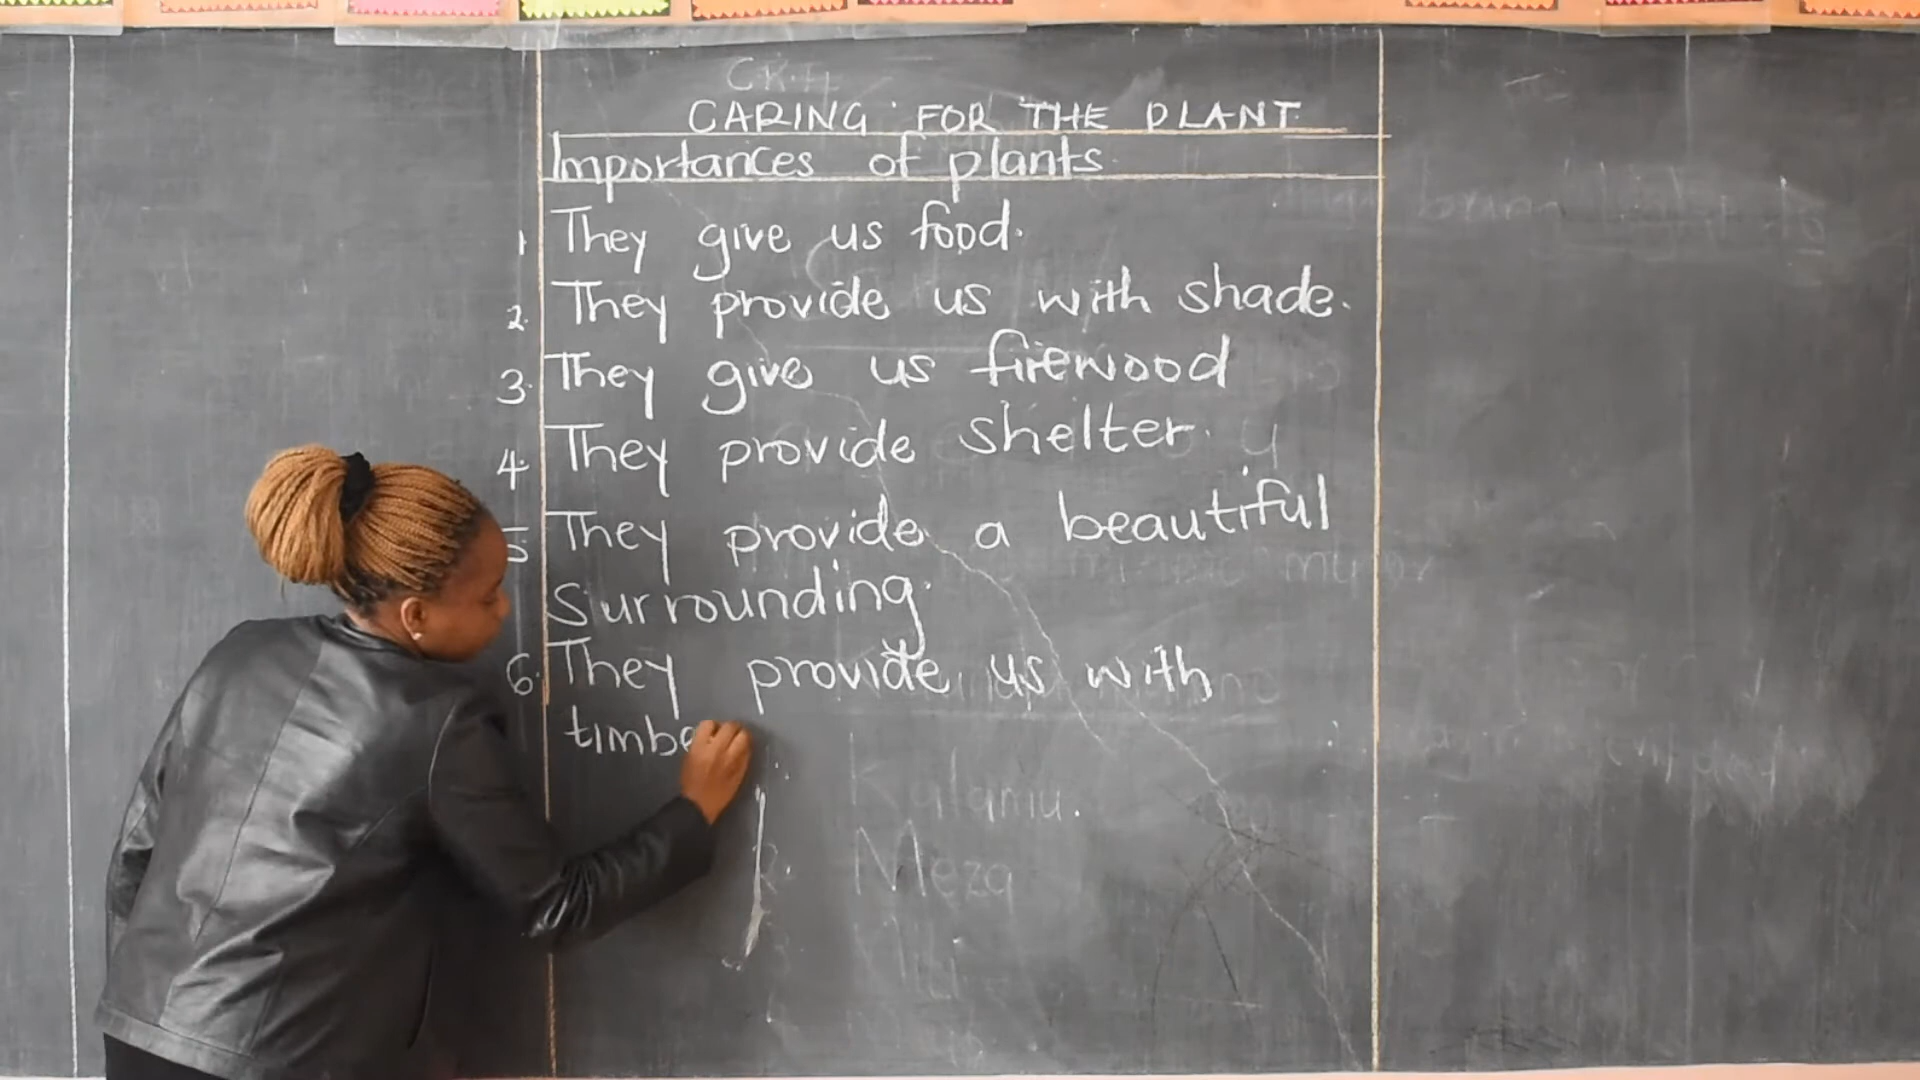 CARING FOR THE PLANT
Importances of plants.
1 They give us food.
2. They provide us with shade.
3. They give us firewood
4. They provide shelter.
5 They provide a beautiful
surrounding.
6. They provide us with
timbe
Kalamu.
2. Meza